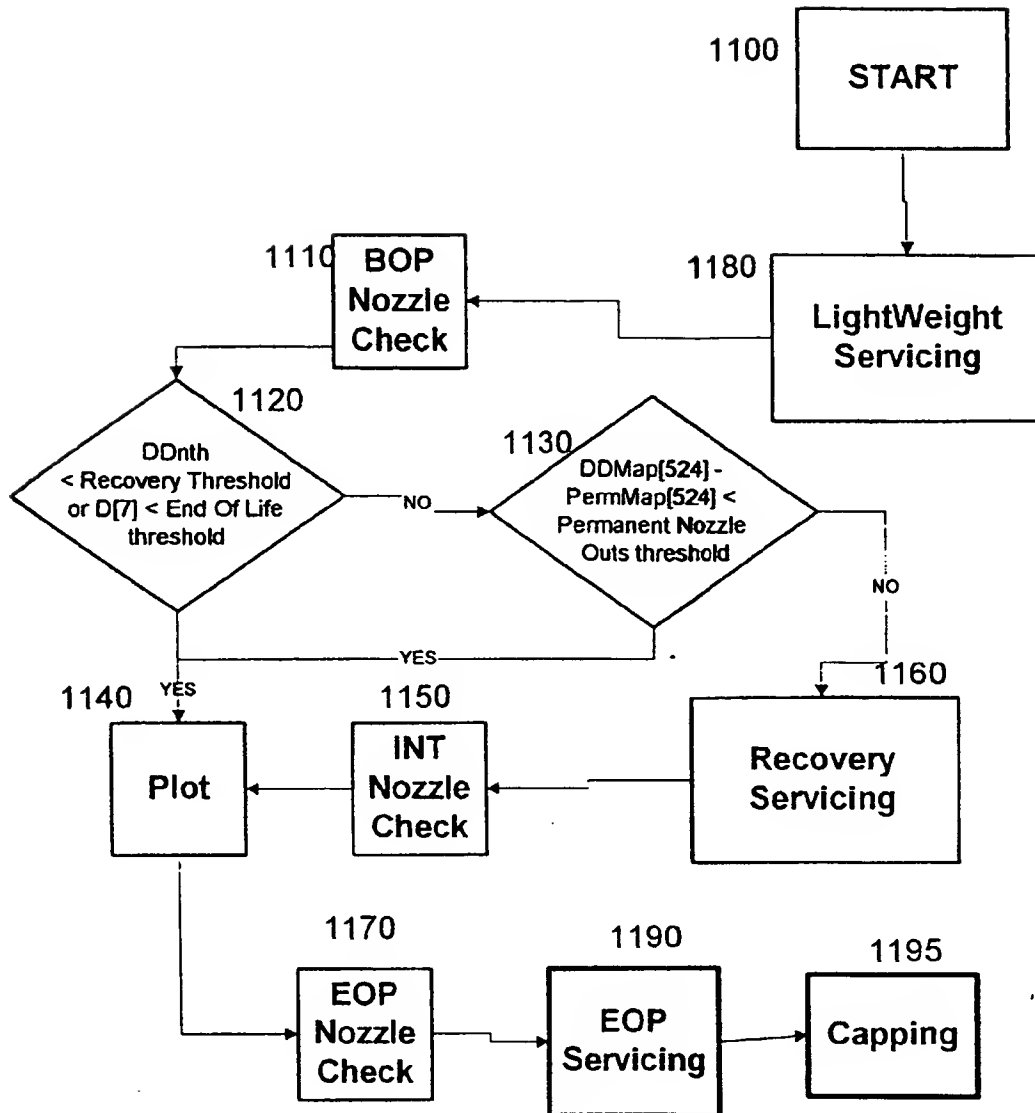 1100
START
1110
BOP
Nozzle
Check
1180
LightWeight
Servicing
1120
DDnth
< Recovery Threshold
or D[7] < End Of Life
threshold
NO
1130
DDMap[524] -
PermMap[524] <
Permanent Nozzle
Outs threshold
NO
YES
YES
1140
Plot
1150
INT
Nozzle
Check
1160
Recovery
Servicing
1170
EOP
Nozzle
Check
1190
EOP
Servicing
1195
Capping